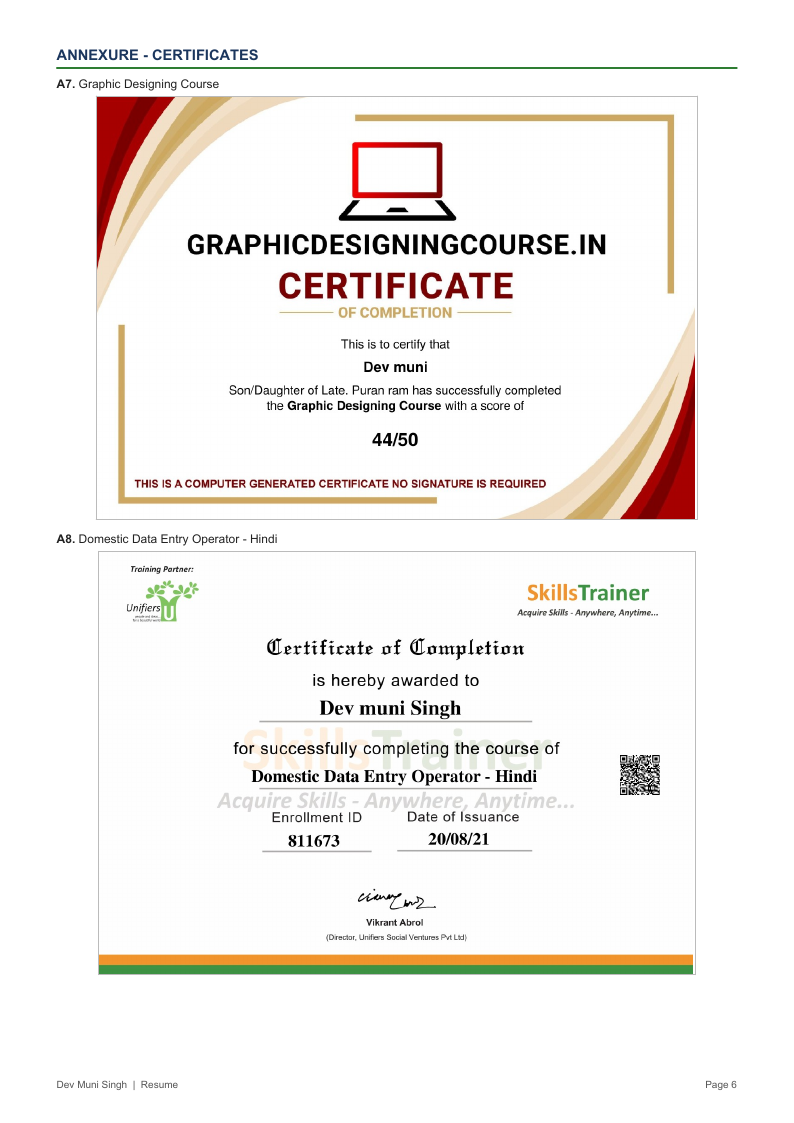 ANNEXURE - CERTIFICATES
A7. Graphic Designing Course
GRAPHICDESIGNINGCOURSE.IN
CERTIFICATE
OF COMPLETION
This is to certify that
Dev muni
Son/Daughter of Late. Puran ram has successfully completed
the Graphic Designing Course with a score of
44/50
THIS IS A COMPUTER GENERATED CERTIFICATE NO SIGNATURE IS REQUIRED
A8. Domestic Data Entry Operator - Hindi
Training Partner:
Unifiers
SkillsTrainer
Acquire Skills - Anywhere, Anytime...
Certificate of Completion
is hereby awarded to
Dev muni Singh
SkillsTrainer
for successfully completing the course of
Domestic Data Entry Operator - Hindi
Acquire Skills - Anywhere, Anytime...
Enrollment ID Date of Issuance
811673 20/08/21
Vikrant Abrol
(Director, Unifiers Social Ventures Pvt Ltd)
Dev Muni Singh | Resume Page 6